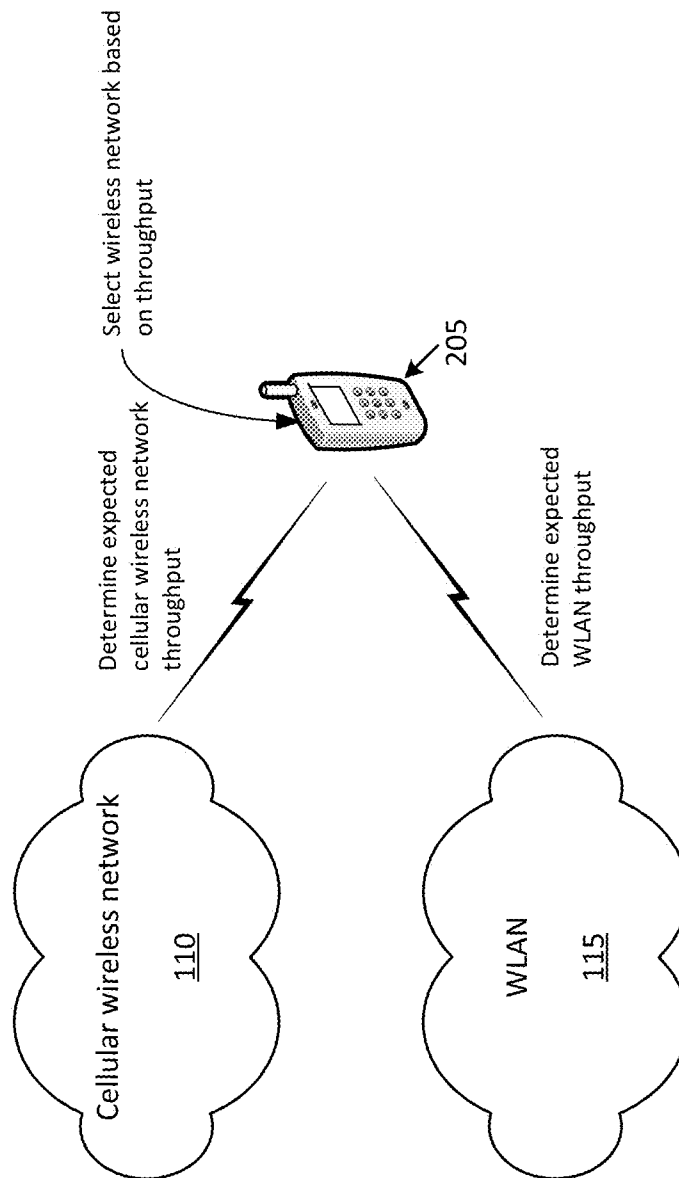 Cellular wireless network
110
Determine expected
cellular wireless network
throughput
Select wireless network based
on throughput
205
WLAN
115
Determine expected
WLAN throughput